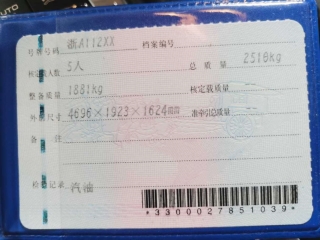 号牌号码 浙A112XX 档案编号
核定载人数 5人 总质量 2518kg
整备质量 1881kg 核定载质量 --
外廓尺寸 4696×1923×1624mm 准牵引总质量 --
备注
检验记录 汽油
*3300027851039*